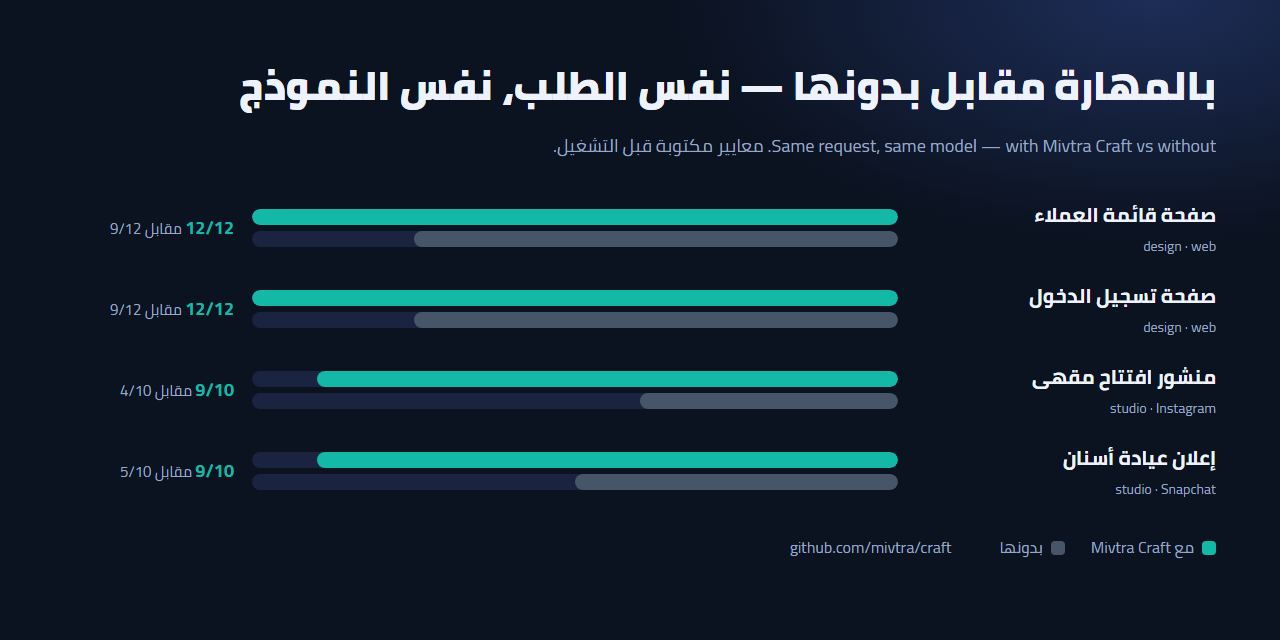 بالمهارة مقابل بدونها — نفس الطلب، نفس النموذج
Same request, same model — with Mivtra Craft vs without. معايير مكتوبة قبل التشغيل.
صفحة قائمة العملاء
design · web
12/12 مقابل 9/12
صفحة تسجيل الدخول
design · web
12/12 مقابل 9/12
منشور افتتاح مقهى
studio · Instagram
9/10 مقابل 4/10
إعلان عيادة أسنان
studio · Snapchat
9/10 مقابل 5/10
مع Mivtra Craft
بدونها
github.com/mivtra/craft